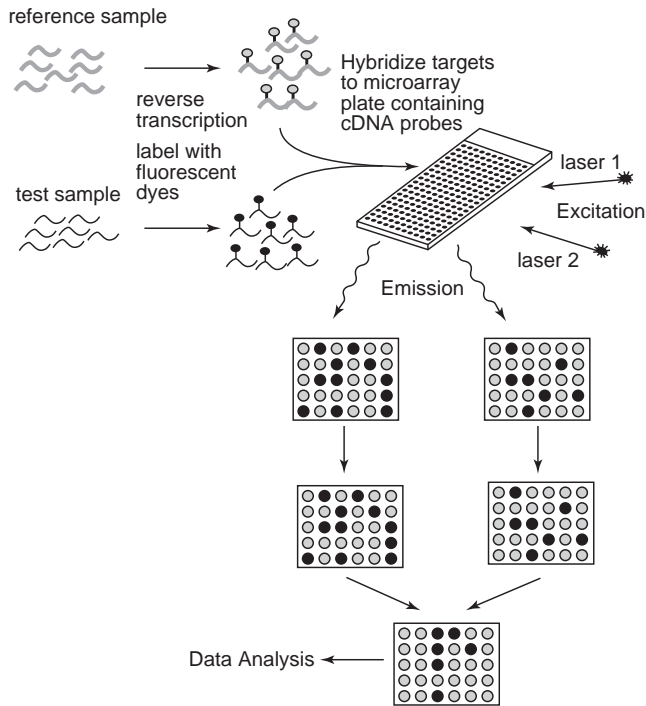 reference sample
Hybridize targets
to microarray
plate containing
cDNA probes
reverse
transcription
label with
fluorescent
dyes
test sample
laser 1
Excitation
laser 2
Emission
Data Analysis